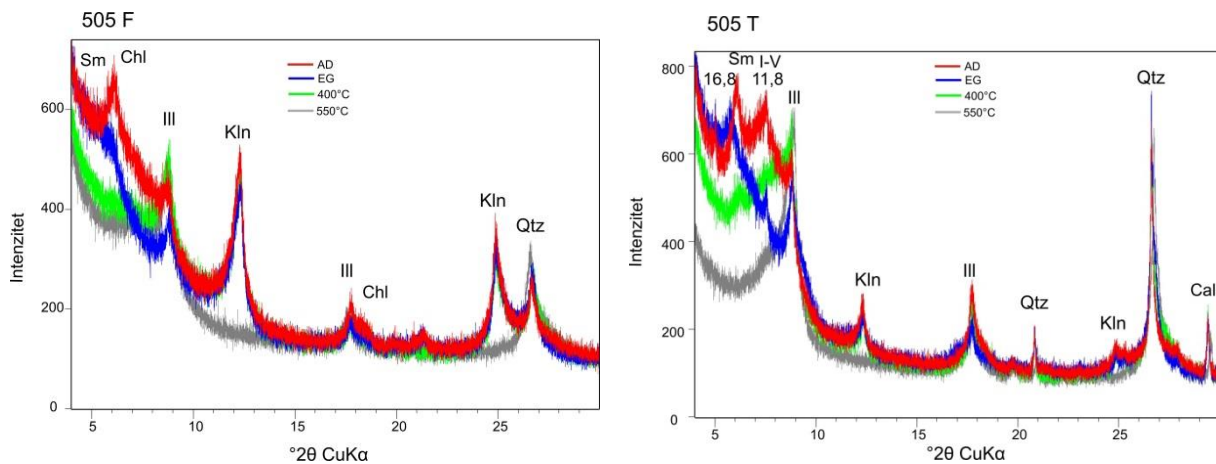 505 F
Sm Chl
AD
EG
400°C
550°C
Ill
Kln
Ill
Chl
Kln
Qtz
600
400
200
0
5 10 15 20 25
Intenzitet
°2θ CuKα
505 T
Sm I-V
16,8 11,8
Ill
AD
EG
400°C
550°C
Kln
Ill
Qtz
Kln
Qtz
Cal
800
600
400
200
0
5 10 15 20 25
Intenzitet
°2θ CuKα